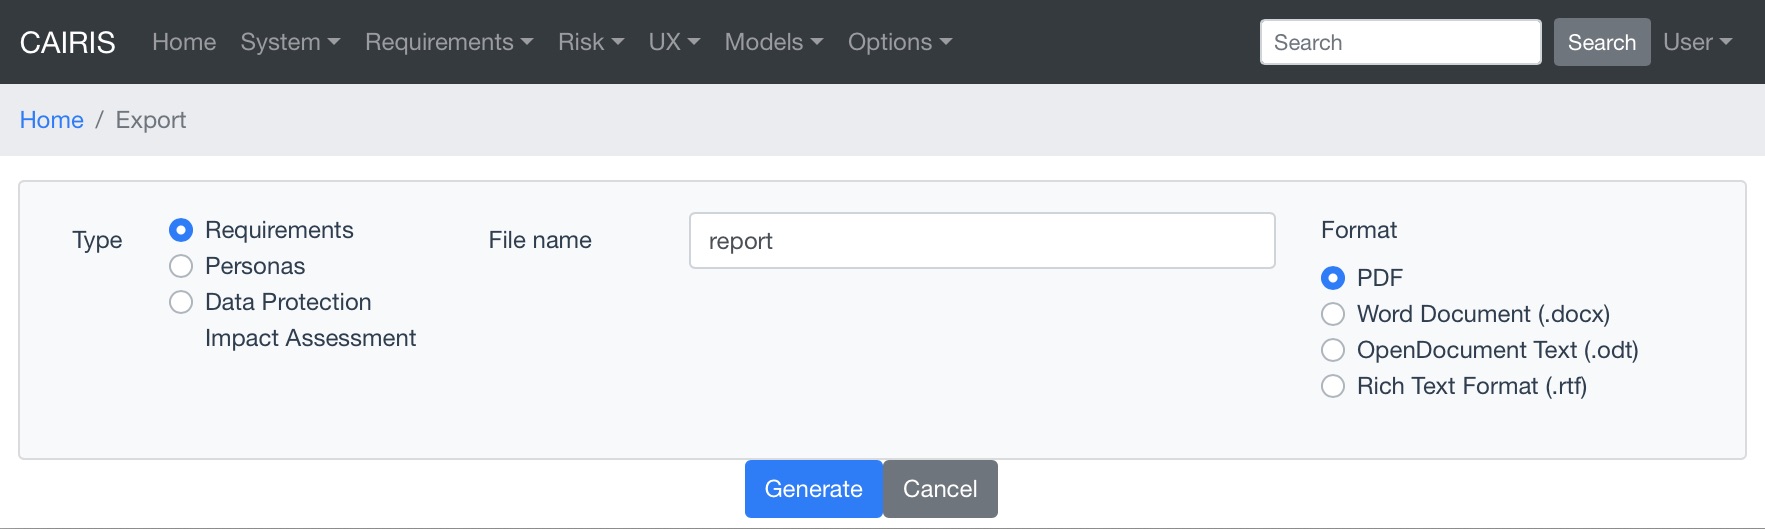 CAIRIS Home System Requirements Risk UX Models Options Search Search User
Home / Export
Type
Requirements
Personas
Data Protection
Impact Assessment
File name
report
Format
PDF
Word Document (.docx)
OpenDocument Text (.odt)
Rich Text Format (.rtf)
Generate Cancel